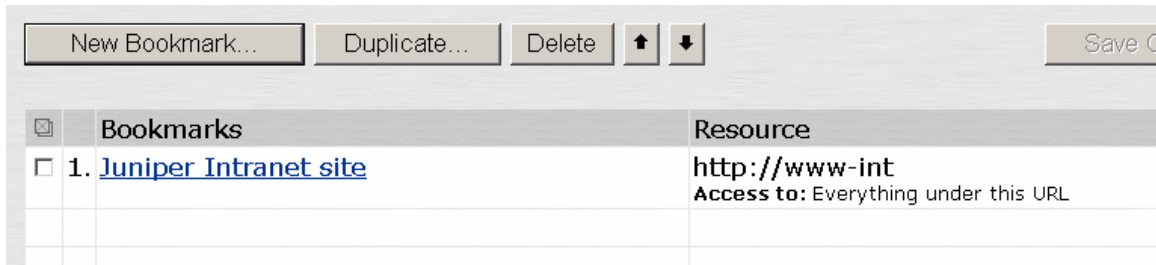 New Bookmark... Duplicate... Delete Save
Bookmarks Resource
1. Juniper Intranet site http://www-int
Access to: Everything under this URL